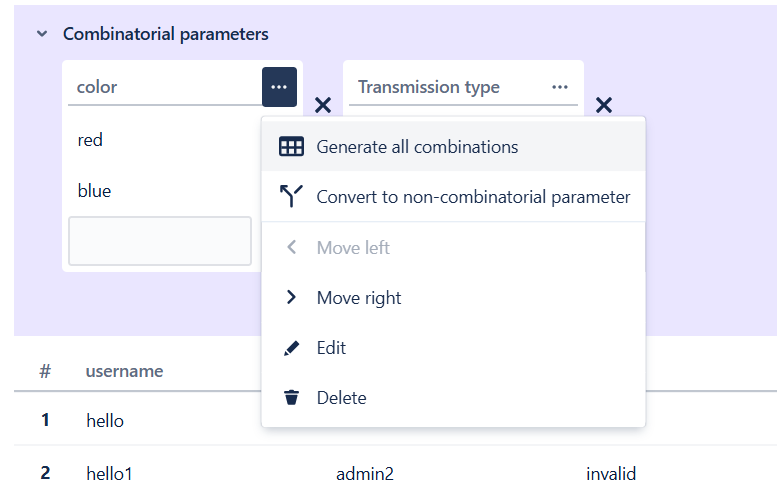 Combinatorial parameters
color
Transmission type
red
blue
Generate all combinations
Convert to non-combinatorial parameter
Move left
Move right
Edit
Delete
# username
1 hello
2 hello1 admin2 invalid